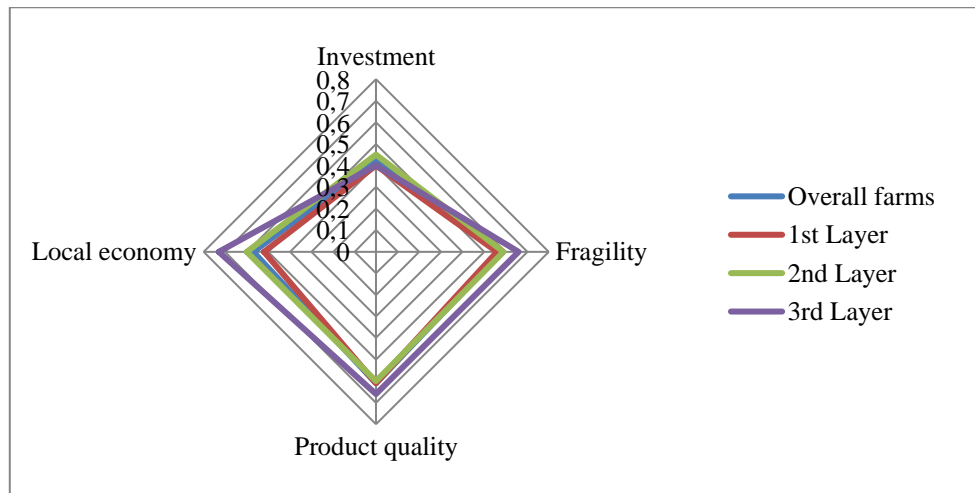 Investment
0,8
0,7
0,6
0,5
0,4
0,3
0,2
0,1
0
Local economy
Fragility
Product quality
Overall farms
1st Layer
2nd Layer
3rd Layer